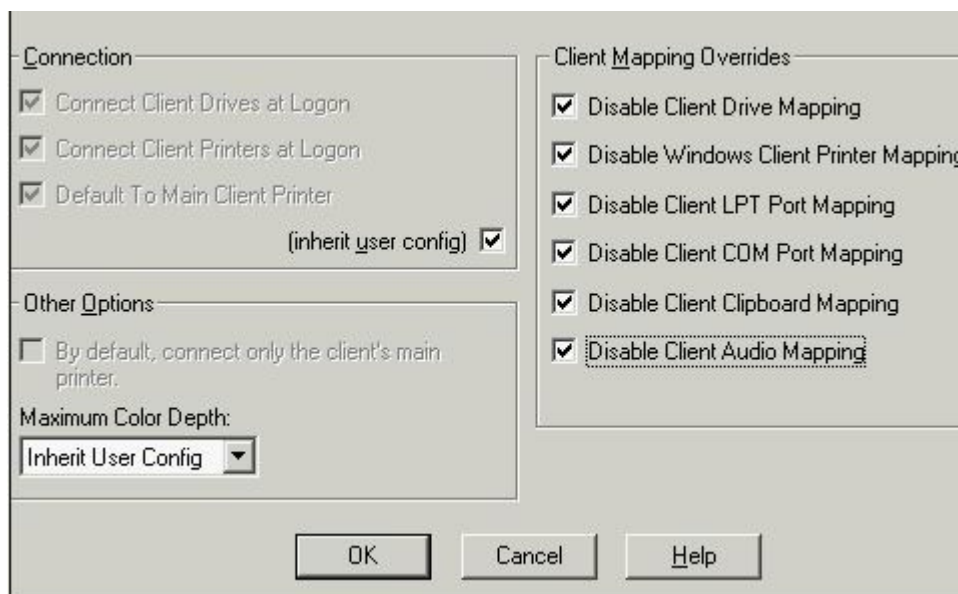 Connection
Connect Client Drives at Logon
Connect Client Printers at Logon
Default To Main Client Printer
(inherit user config)
Other Options
By default, connect only the client's main
printer.
Maximum Color Depth:
Inherit User Config
Client Mapping Overrides
Disable Client Drive Mapping
Disable Windows Client Printer Mapping
Disable Client LPT Port Mapping
Disable Client COM Port Mapping
Disable Client Clipboard Mapping
Disable Client Audio Mapping
OK
Cancel
Help